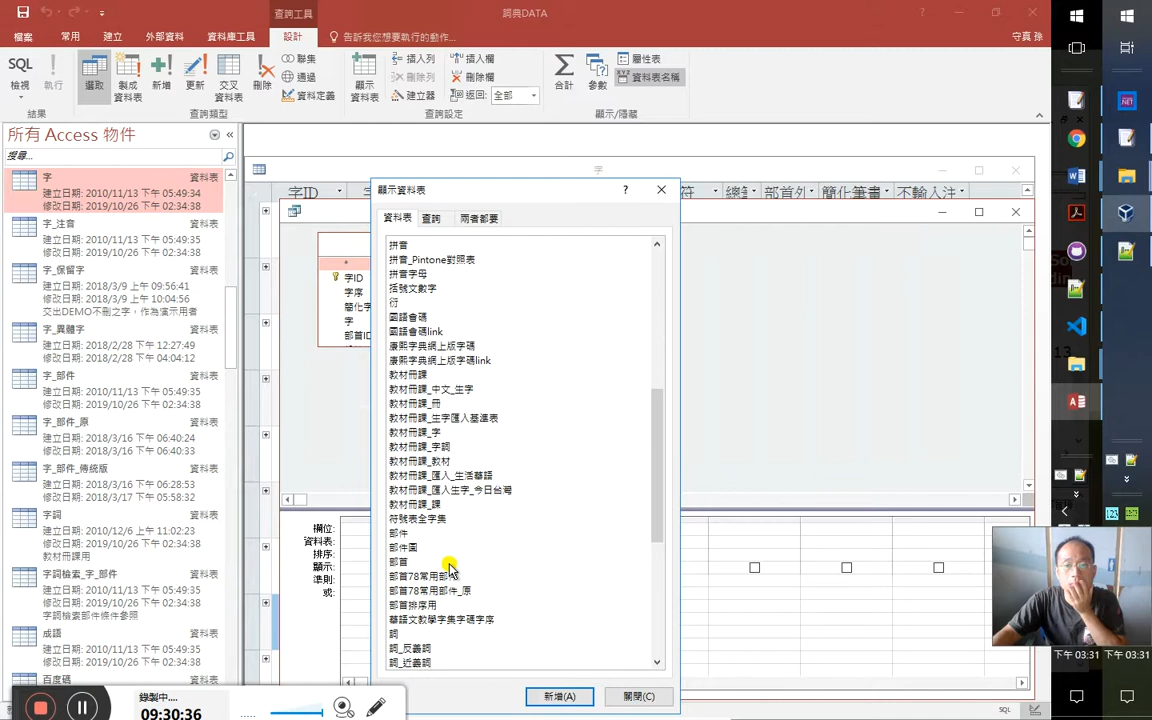 查詢工具
詞典DATA
檔案
常用
建立
外部資料
資料庫工具
設計
告訴我您想要執行的動作...
守真 孫
SQL
檢視
執行
選取
製成
資料表
新增
更新
交叉
資料表
刪除
聯集
通過
資料定義
顯示
資料表
插入列
刪除列
建立器
插入欄
刪除欄
返回:
全部
合計
參數
屬性表
資料表名稱
結果
查詢類型
查詢設定
顯示/隱藏
所有 Access 物件
搜尋...
字
資料表
建立日期: 2010/11/13 下午 05:49:34
修改日期: 2019/10/26 下午 02:34:38
字_注音
資料表
建立日期: 2010/11/13 下午 05:49:35
修改日期: 2019/10/26 下午 02:34:38
字_保留字
資料表
建立日期: 2018/3/9 上午 09:56:41
修改日期: 2018/3/9 上午 10:04:56
交出DEMO不刪之字，作為演示用者
字_異體字
資料表
建立日期: 2018/2/28 下午 12:27:49
修改日期: 2018/2/28 下午 04:04:12
字_部件
資料表
建立日期: 2010/11/13 下午 05:49:35
修改日期: 2019/10/26 下午 02:34:38
字_部件_原
資料表
建立日期: 2018/3/16 下午 06:40:24
修改日期: 2018/3/16 下午 06:40:33
字_部件_傳統版
資料表
建立日期: 2018/3/16 下午 06:28:53
修改日期: 2018/3/17 下午 05:58:32
字詞
資料表
建立日期: 2010/12/6 上午 11:02:23
修改日期: 2019/10/26 下午 02:34:38
教材冊課用
字詞檢索_字_部件
資料表
建立日期: 2010/11/13 下午 05:49:35
修改日期: 2019/10/26 下午 02:34:38
字詞檢索部件條件參照
成語
資料表
建立日期: 2010/11/13 下午 05:49:35
修改日期: 2019/10/26 下午 02:34:38
百度碼
資料表
字
字ID
符
部首外
簡化筆畫
不輸入注
*
字ID
字序
簡化字
字
部首ID
顯示資料表
?
資料表
查詢
兩者都要
拼音
拼音_Pintone對照表
拼音字母
括號文數字
衍
國語會碼
國語會碼link
康熙字典網上版字碼
康熙字典網上版字碼link
教材冊課
教材冊課_中文_生字
教材冊課_冊
教材冊課_生字匯入基準表
教材冊課_字
教材冊課_字詞
教材冊課_教材
教材冊課_匯入_生活華語
教材冊課_匯入生字_今日台灣
教材冊課_課
符號表全字集
部件
部件圖
部首
部首78常用部件
部首78常用部件_原
部首排序用
華語文教學字集字碼字序
詞
詞_反義詞
詞_近義詞
新增(A)
關閉(C)
欄位:
資料表:
排序:
顯示:
準則:
或:
錄製中....
09:30:36
SQL
下午 03:31
下午 03:31